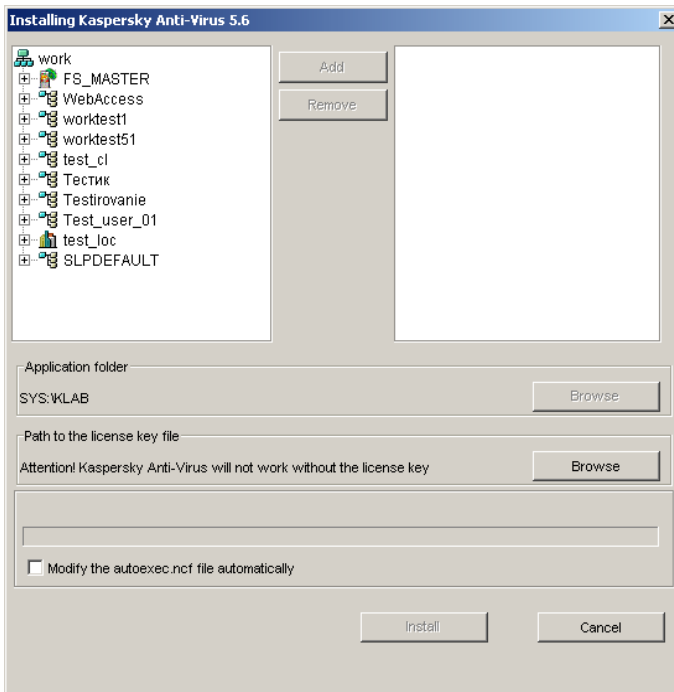 Installing Kaspersky Anti-Virus 5.6
work
FS_MASTER
WebAccess
worktest1
worktest51
test_cl
Тестик
Testirovanie
Test_user_01
test_loc
SLPDEFAULT
Add
Remove
Application folder
SYS:\KLAB
Browse
Path to the license key file
Attention! Kaspersky Anti-Virus will not work without the license key
Browse
Modify the autoexec.ncf file automatically
Install
Cancel